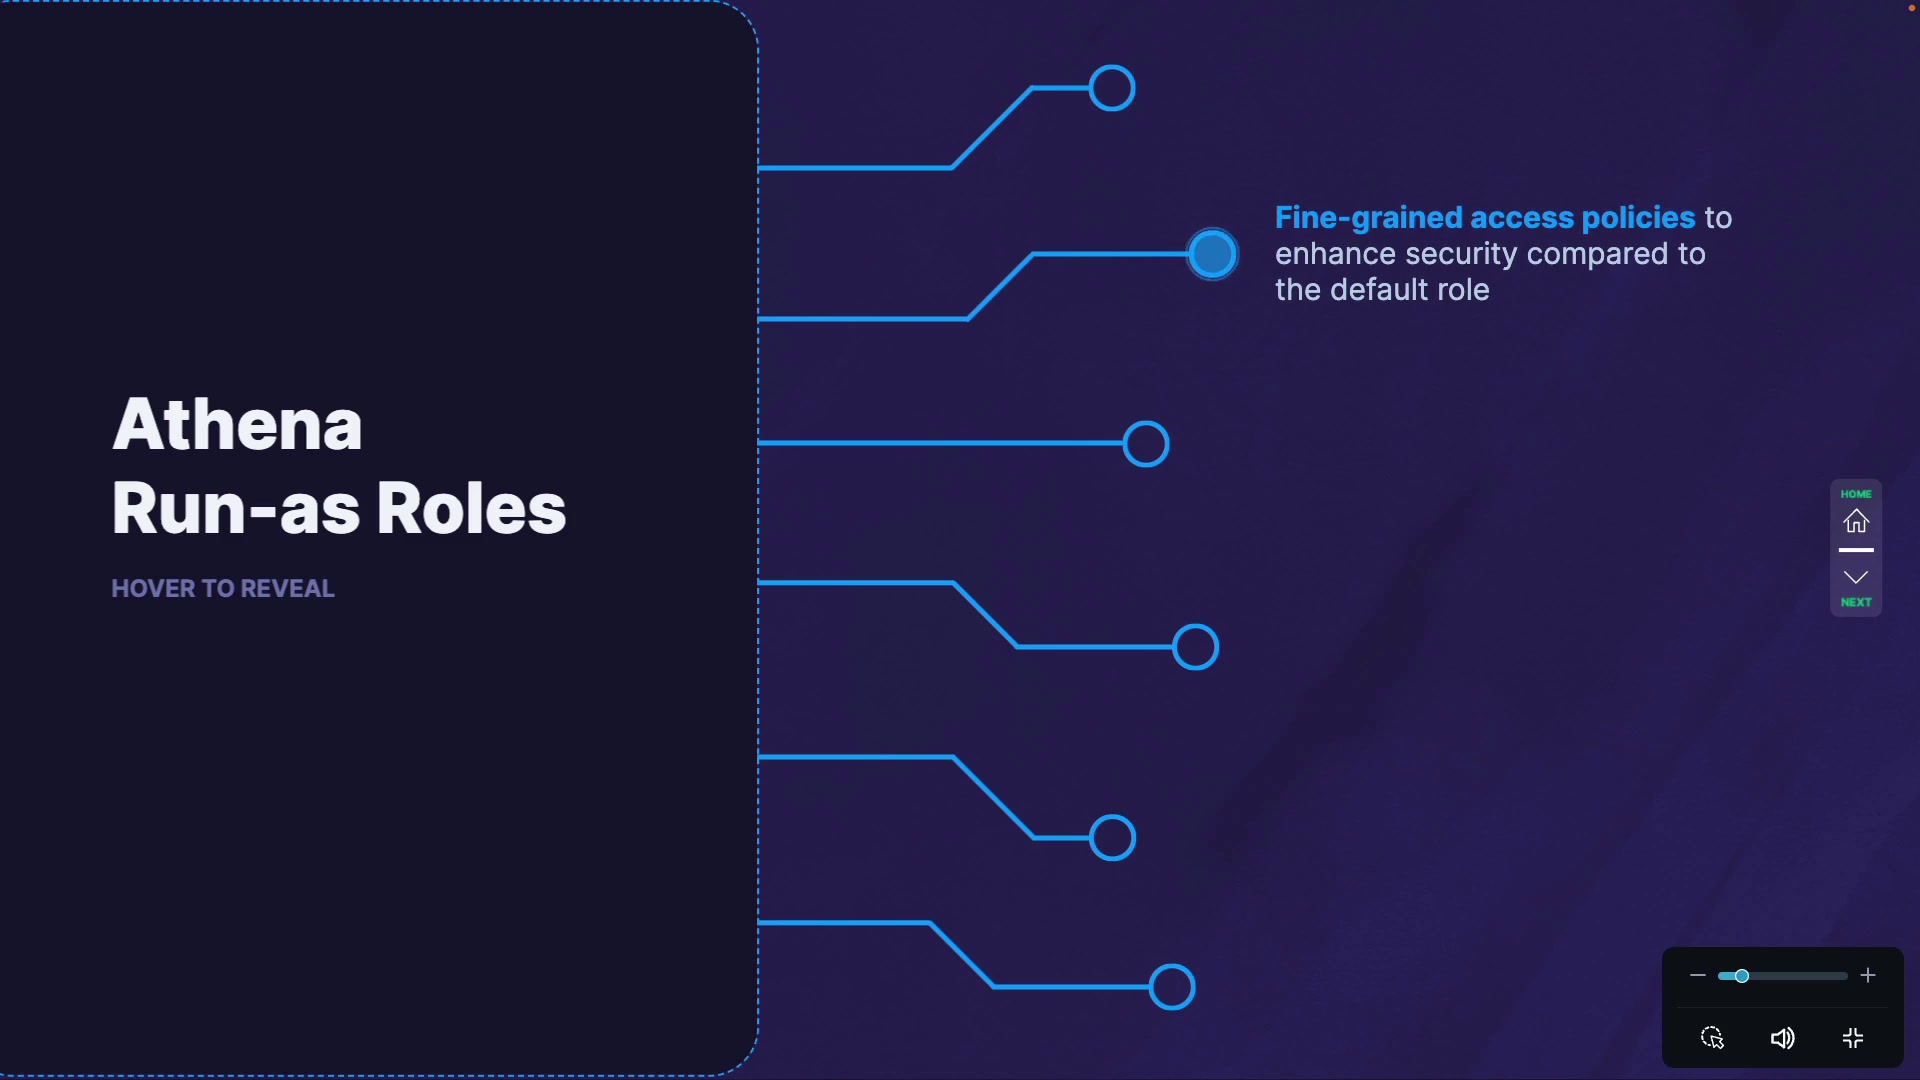 Athena
Run-as Roles
HOVER TO REVEAL
Fine-grained access policies to
enhance security compared to
the default role
HOME
NEXT